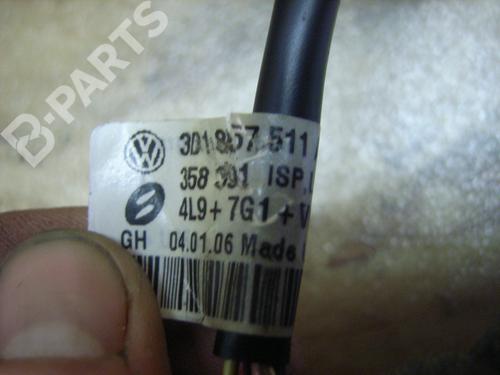 B-PARTS
3D1 857 511
358 391 ISP.
4L9+7G1+V
GH 04.01.06 Made